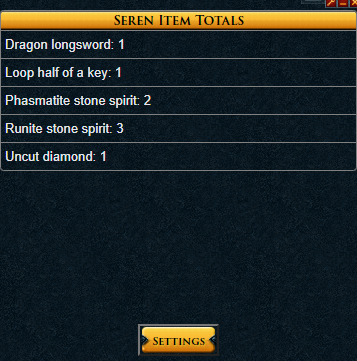 Seren Item Totals
Dragon longsword: 1
Loop half of a key: 1
Phasmatite stone spirit: 2
Runite stone spirit: 3
Uncut diamond: 1
Settings